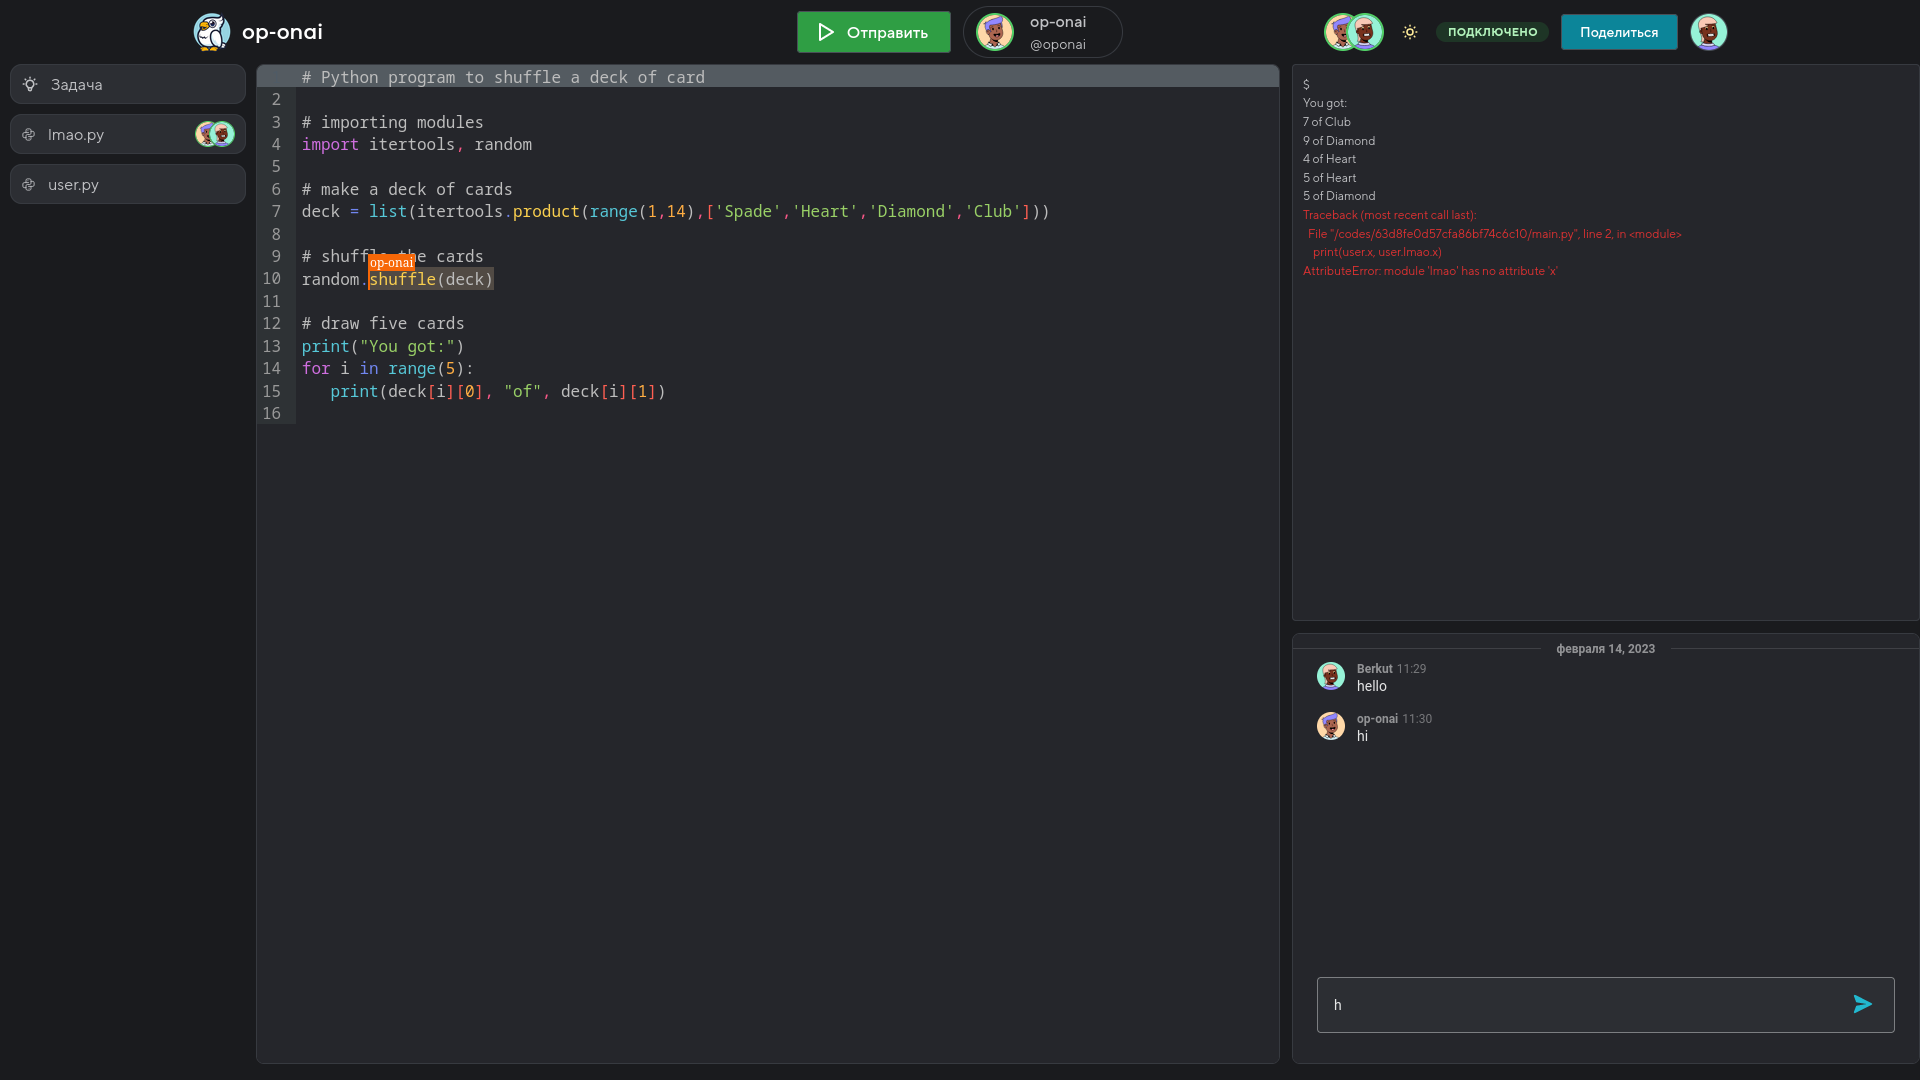 op-onai
Отправить
op-onai
@oponai
ПОДКЛЮЧЕНО
Поделиться
Задача
lmao.py
user.py
# Python program to shuffle a deck of card
2
3 # importing modules
4 import itertools, random
5
6 # make a deck of cards
7 deck = list(itertools.product(range(1,14),['Spade','Heart','Diamond','Club']))
8
9 # shuffle the cards
op-onai
10 random.shuffle(deck)
11
12 # draw five cards
13 print("You got:")
14 for i in range(5):
15    print(deck[i][0], "of", deck[i][1])
16
$
You got:
7 of Club
9 of Diamond
4 of Heart
5 of Heart
5 of Diamond
Traceback (most recent call last):
  File "/codes/63d8fe0d57cfa86bf74c6c10/main.py", line 2, in <module>
    print(user.x, user.lmao.x)
AttributeError: module 'lmao' has no attribute 'x'
февраля 14, 2023
Berkut 11:29
hello
op-onai 11:30
hi
h